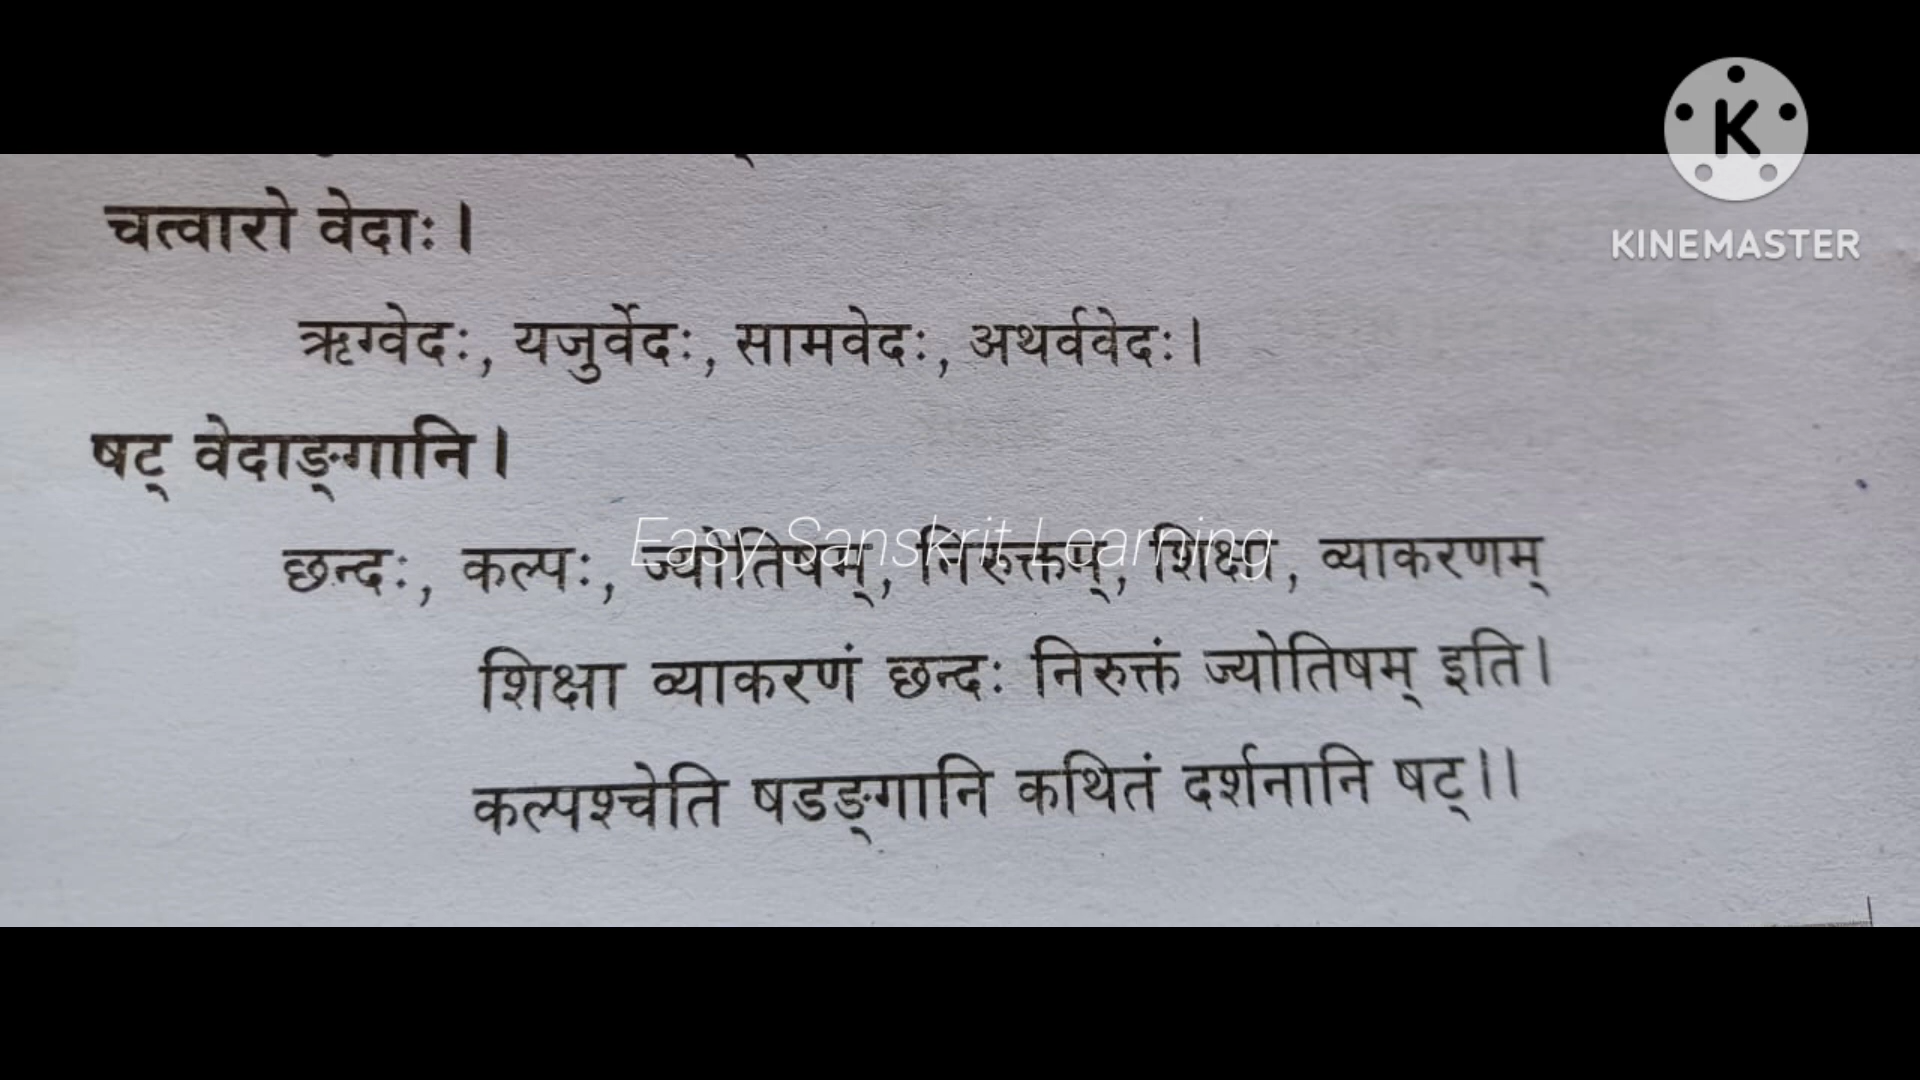 K
KINEMASTER
चत्वारो वेदाः।
ऋग्वेदः, यजुर्वेदः, सामवेदः, अथर्ववेदः।
षट् वेदाङ्गानि।
Easy Sanskrit Learning
छन्दः, कल्पः, ज्योतिषम्, निरुक्तम्, शिक्षा, व्याकरणम्
शिक्षा व्याकरणं छन्दः निरुक्तं ज्योतिषम् इति।
कल्पश्चेति षडङ्गानि कथितं दर्शनानि षट्।।